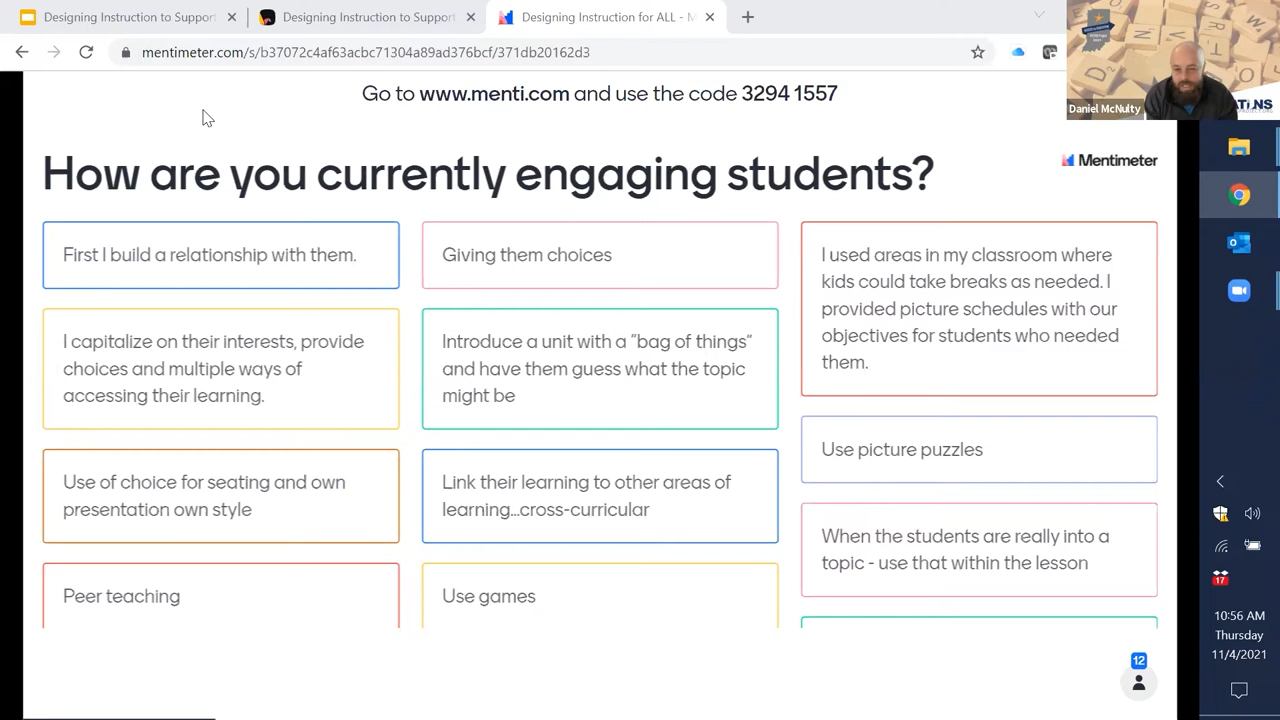 Designing Instruction to Support
Designing Instruction to Support
Designing Instruction for ALL - M
mentimeter.com/s/b37072c4af63acbc71304a89ad376bcf/371db20162d3
Daniel McNulty
Go to www.menti.com and use the code 3294 1557
How are you currently engaging students?
Mentimeter
First I build a relationship with them.
I capitalize on their interests, provide
choices and multiple ways of
accessing their learning.
Use of choice for seating and own
presentation own style
Peer teaching
Giving them choices
Introduce a unit with a "bag of things"
and have them guess what the topic
might be
Link their learning to other areas of
learning...cross-curricular
Use games
I used areas in my classroom where
kids could take breaks as needed. I
provided picture schedules with our
objectives for students who needed
them.
Use picture puzzles
When the students are really into a
topic - use that within the lesson
12
17
10:56 AM
Thursday
11/4/2021